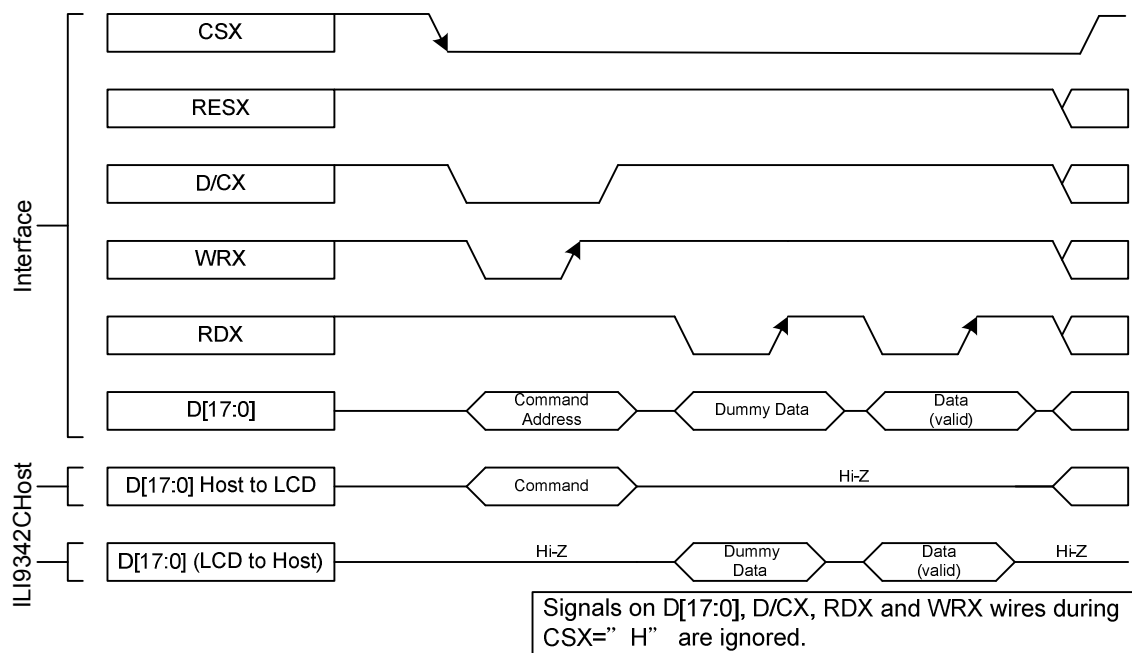 CSX
RESX
D/CX
WRX
RDX
D[17:0]
Command
Address
Dummy Data
Data
(valid)
Interface
D[17:0] Host to LCD
Command
Hi-Z
D[17:0] (LCD to Host)
Hi-Z
Dummy
Data
Data
(valid)
Hi-Z
ILI9342CHost
Signals on D[17:0], D/CX, RDX and WRX wires during
CSX=” H” are ignored.